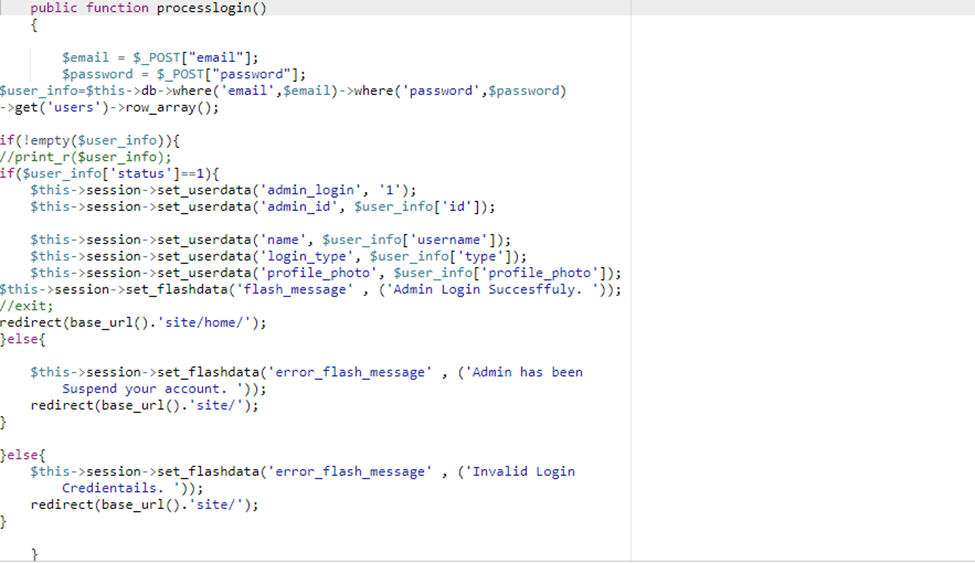 public function processlogin()
{
$email = $_POST["email"];
$password = $_POST["password"];
$user_info=$this->db->where('email',$email)->where('password',$password)
->get('users')->row_array();
if(!empty($user_info)){
//print_r($user_info);
if($user_info['status']==1){
$this->session->set_userdata('admin_login', '1');
$this->session->set_userdata('admin_id', $user_info['id']);
$this->session->set_userdata('name', $user_info['username']);
$this->session->set_userdata('login_type', $user_info['type']);
$this->session->set_userdata('profile_photo', $user_info['profile_photo']);
$this->session->set_flashdata('flash_message' , ('Admin Login Succesffuly. '));
//exit;
redirect(base_url().'site/home/');
}else{
$this->session->set_flashdata('error_flash_message' , ('Admin has been
Suspend your account. '));
redirect(base_url().'site/');
}
}else{
$this->session->set_flashdata('error_flash_message' , ('Invalid Login
Credientails. '));
redirect(base_url().'site/');
}
}